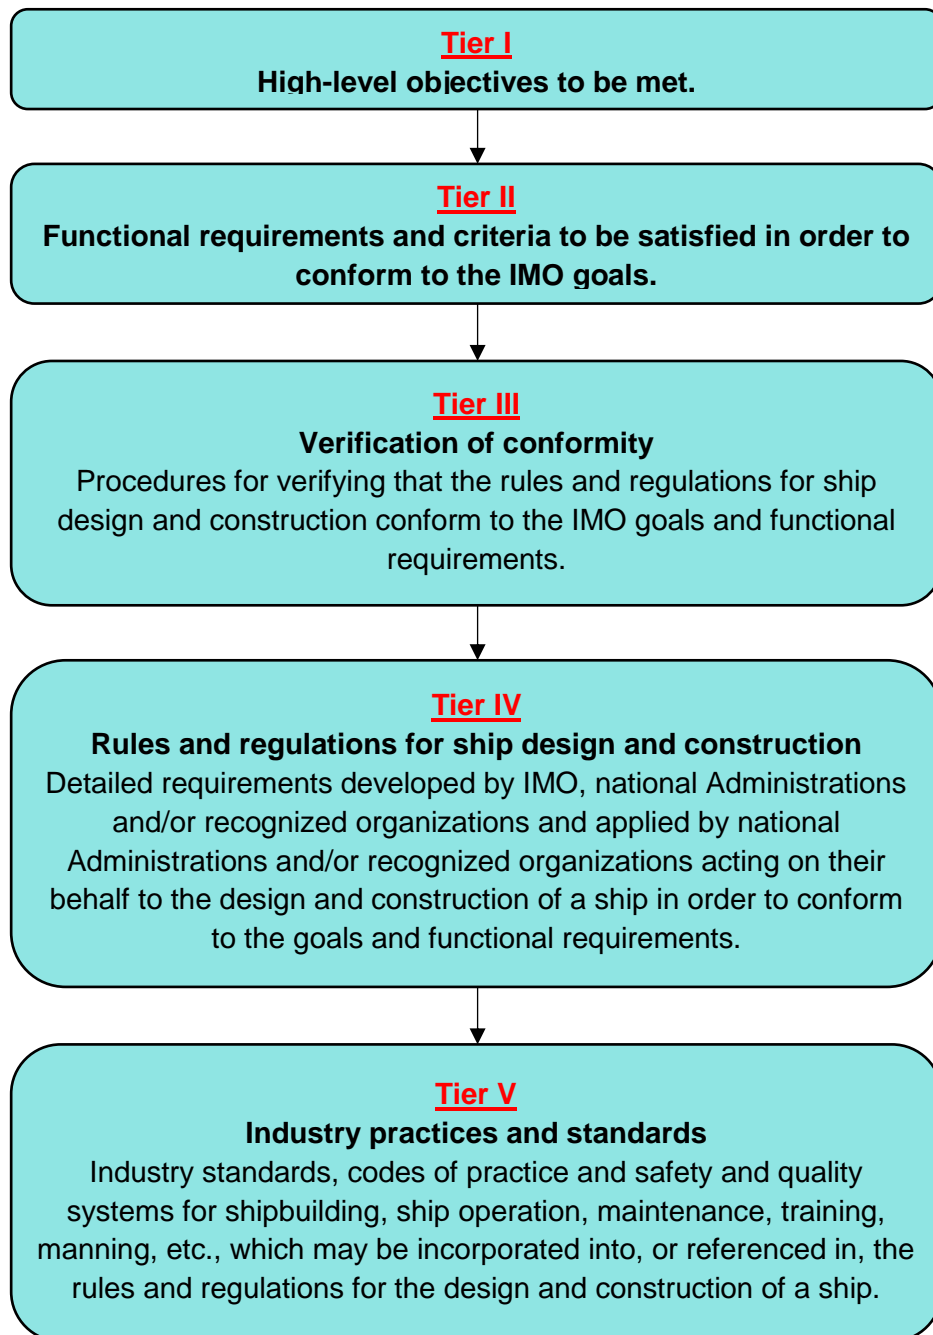 Tier I
High-level objectives to be met.
Tier II
Functional requirements and criteria to be satisfied in order to
conform to the IMO goals.
Tier III
Verification of conformity
Procedures for verifying that the rules and regulations for ship
design and construction conform to the IMO goals and functional
requirements.
Tier IV
Rules and regulations for ship design and construction
Detailed requirements developed by IMO, national Administrations
and/or recognized organizations and applied by national
Administrations and/or recognized organizations acting on their
behalf to the design and construction of a ship in order to conform
to the goals and functional requirements.
Tier V
Industry practices and standards
Industry standards, codes of practice and safety and quality
systems for shipbuilding, ship operation, maintenance, training,
manning, etc., which may be incorporated into, or referenced in, the
rules and regulations for the design and construction of a ship.